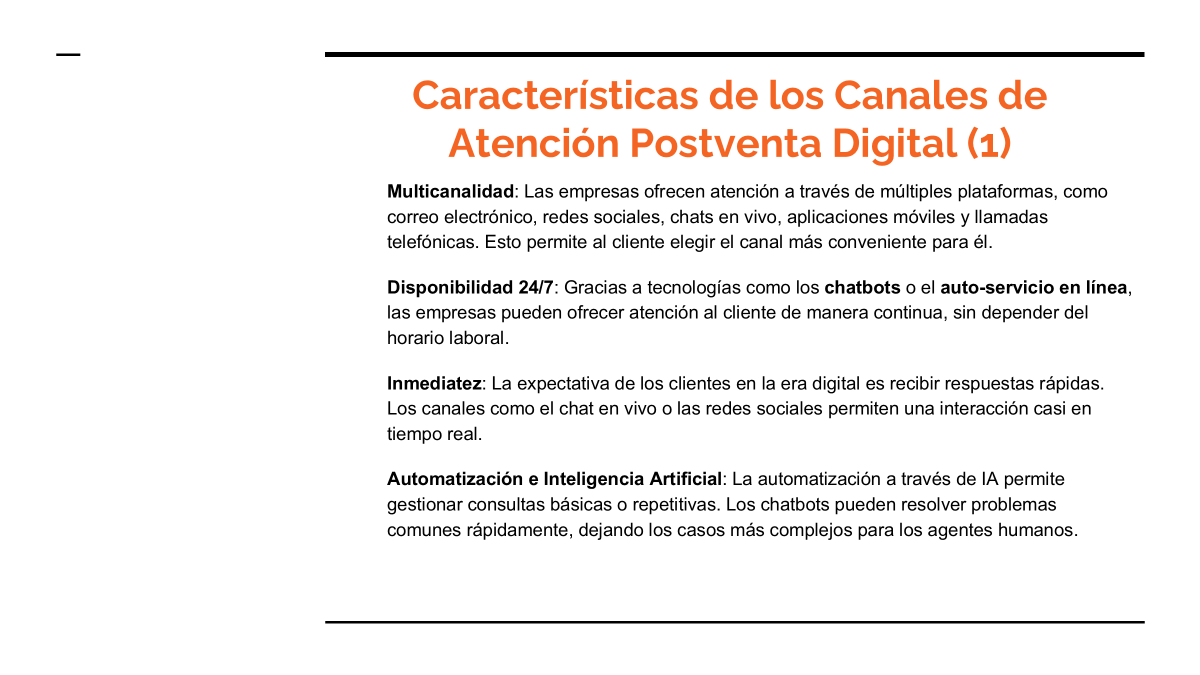 Características de los Canales de
Atención Postventa Digital (1)
Multicanalidad: Las empresas ofrecen atención a través de múltiples plataformas, como
correo electrónico, redes sociales, chats en vivo, aplicaciones móviles y llamadas
telefónicas. Esto permite al cliente elegir el canal más conveniente para él.
Disponibilidad 24/7: Gracias a tecnologías como los chatbots o el auto-servicio en línea,
las empresas pueden ofrecer atención al cliente de manera continua, sin depender del
horario laboral.
Inmediatez: La expectativa de los clientes en la era digital es recibir respuestas rápidas.
Los canales como el chat en vivo o las redes sociales permiten una interacción casi en
tiempo real.
Automatización e Inteligencia Artificial: La automatización a través de IA permite
gestionar consultas básicas o repetitivas. Los chatbots pueden resolver problemas
comunes rápidamente, dejando los casos más complejos para los agentes humanos.